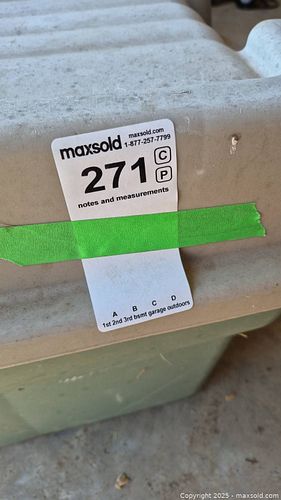 maxsold maxsold.com
1-877-257-7799
271 C
P
notes and measurements
A B C D
1st 2nd 3rd bsmt garage outdoors
Copyright 2025 - maxsold.com